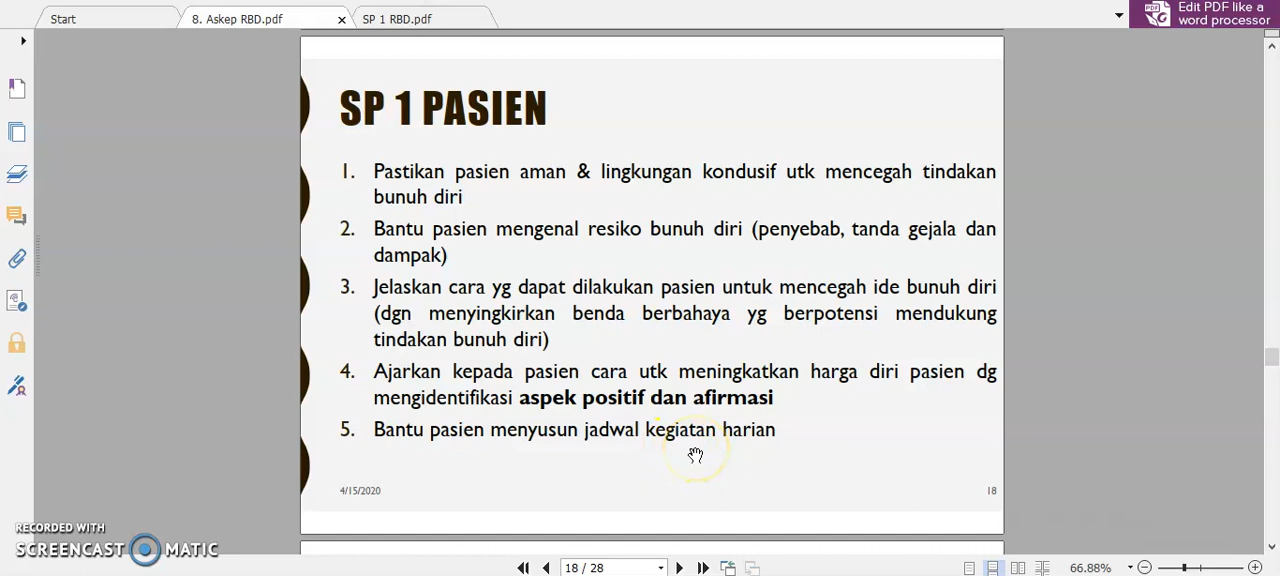 Start
8. Askep RBD.pdf
SP 1 RBD.pdf
Edit PDF like a
word processor
SP 1 PASIEN
1. Pastikan pasien aman & lingkungan kondusif utk mencegah tindakan
bunuh diri
2. Bantu pasien mengenal resiko bunuh diri (penyebab, tanda gejala dan
dampak)
3. Jelaskan cara yg dapat dilakukan pasien untuk mencegah ide bunuh diri
(dgn menyingkirkan benda berbahaya yg berpotensi mendukung
tindakan bunuh diri)
4. Ajarkan kepada pasien cara utk meningkatkan harga diri pasien dg
mengidentifikasi aspek positif dan afirmasi
5. Bantu pasien menyusun jadwal kegiatan harian
4/15/2020
18
RECORDED WITH
SCREENCAST MATIC
18 / 28
66.88%